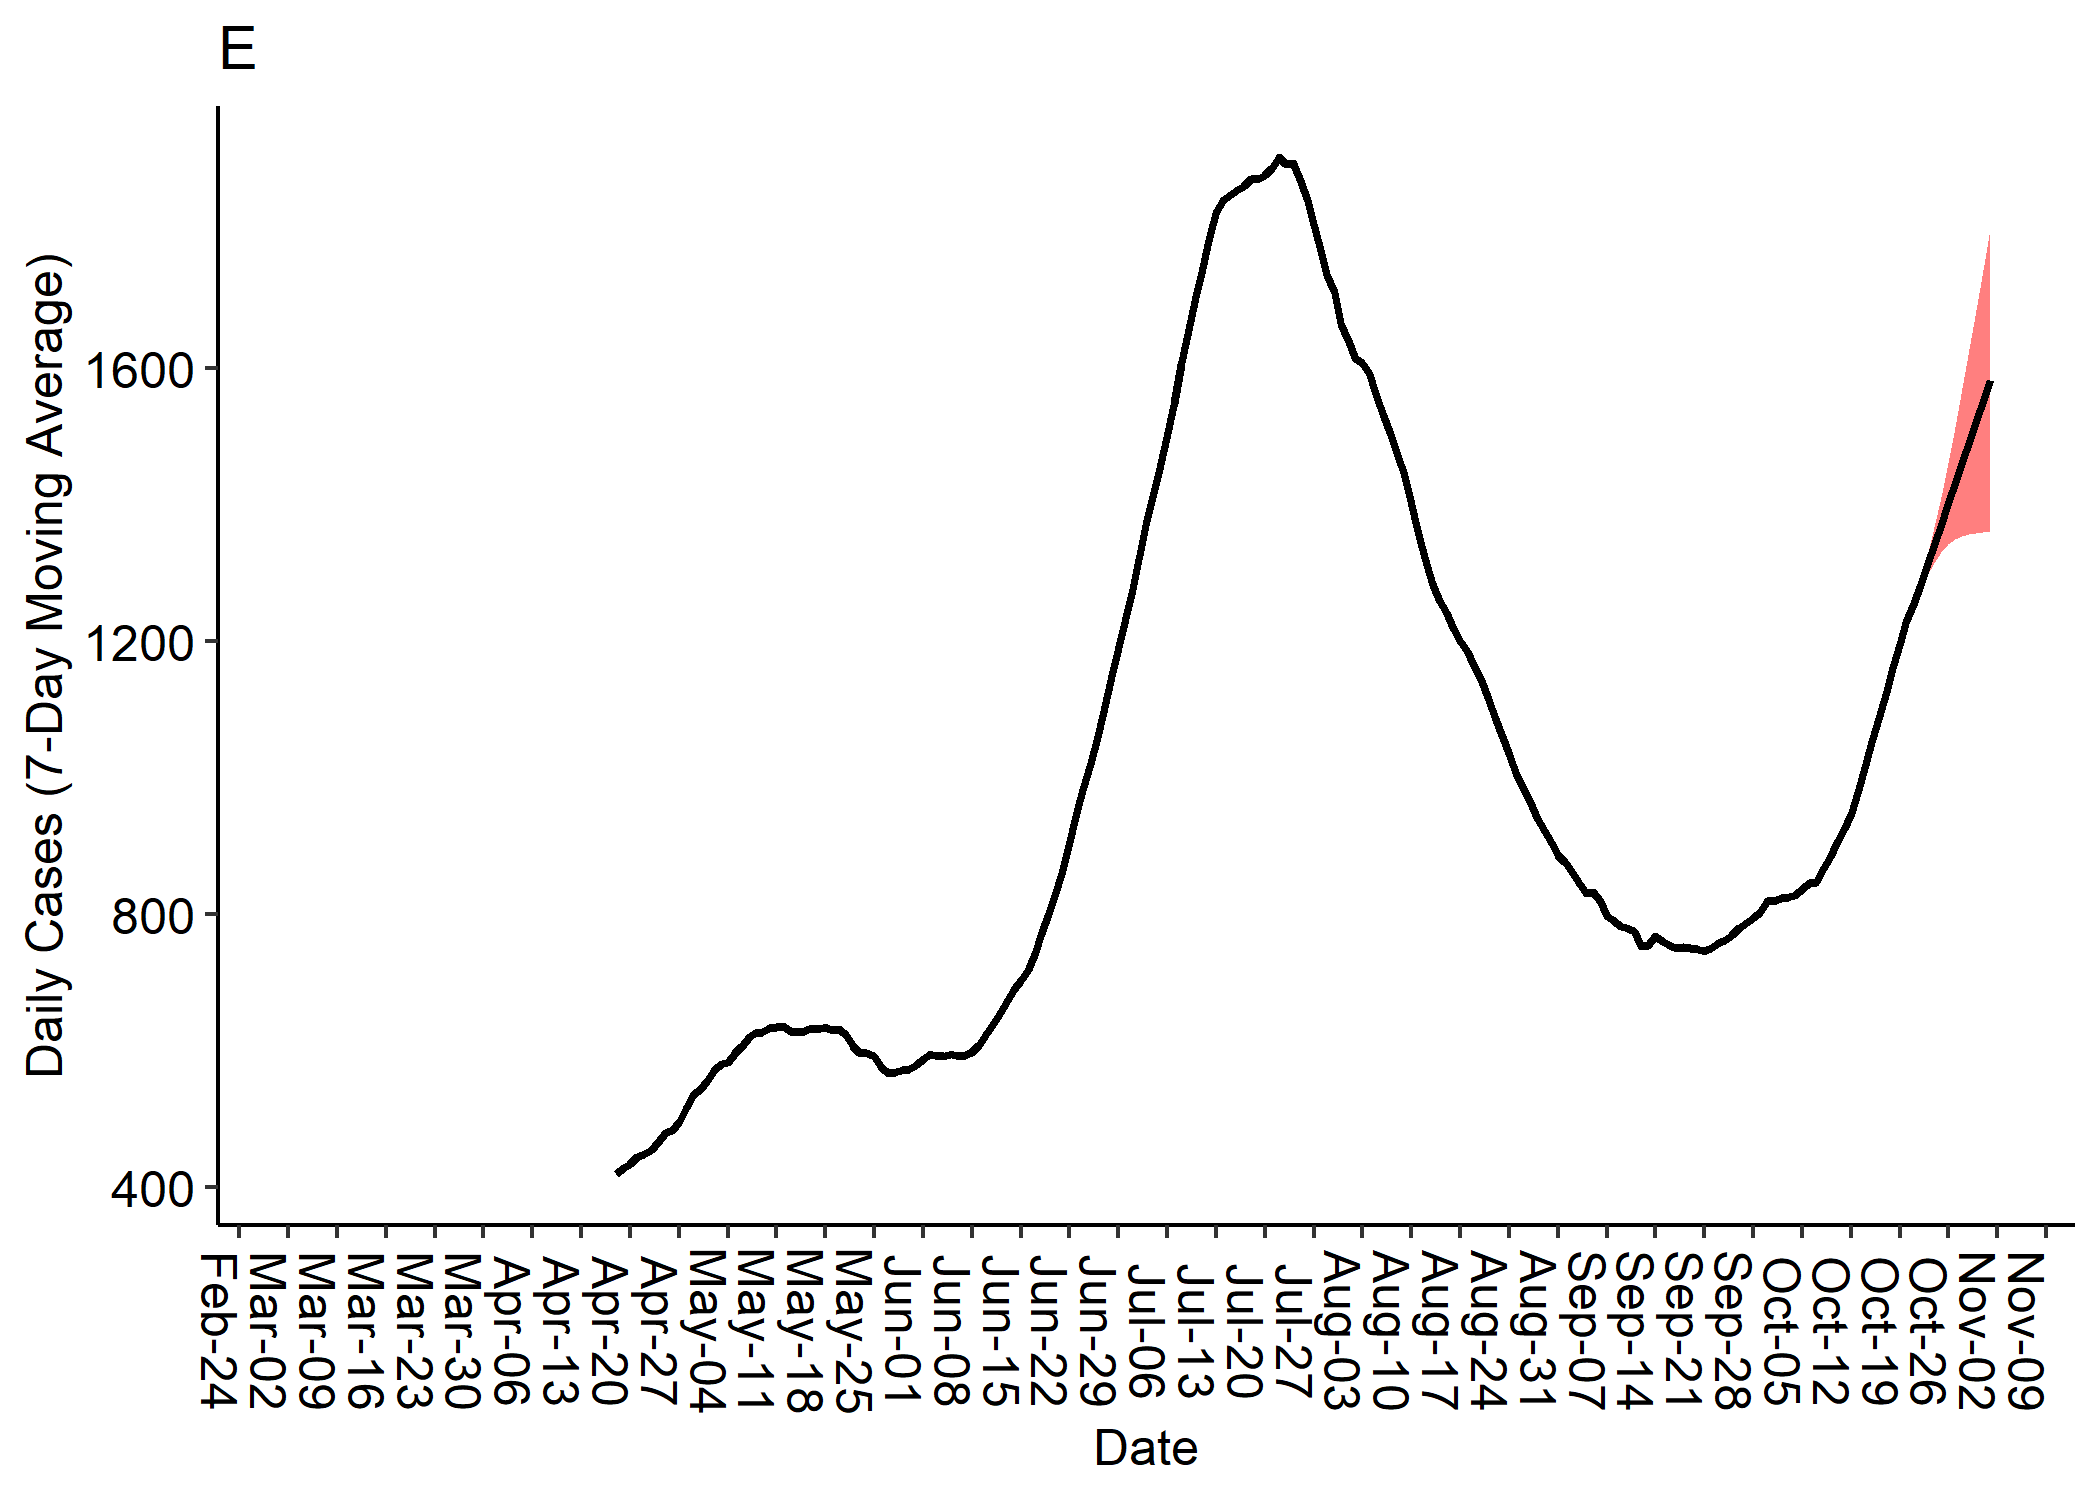 E
Daily Cases (7-Day Moving Average)
1600
1200
800
400
Feb-24
Mar-02
Mar-09
Mar-16
Mar-23
Mar-30
Apr-06
Apr-13
Apr-20
Apr-27
May-04
May-11
May-18
May-25
Jun-01
Jun-08
Jun-15
Jun-22
Jun-29
Jul-06
Jul-13
Jul-20
Jul-27
Aug-03
Aug-10
Aug-17
Aug-24
Aug-31
Sep-07
Sep-14
Sep-21
Sep-28
Oct-05
Oct-12
Oct-19
Oct-26
Nov-02
Nov-09
Date